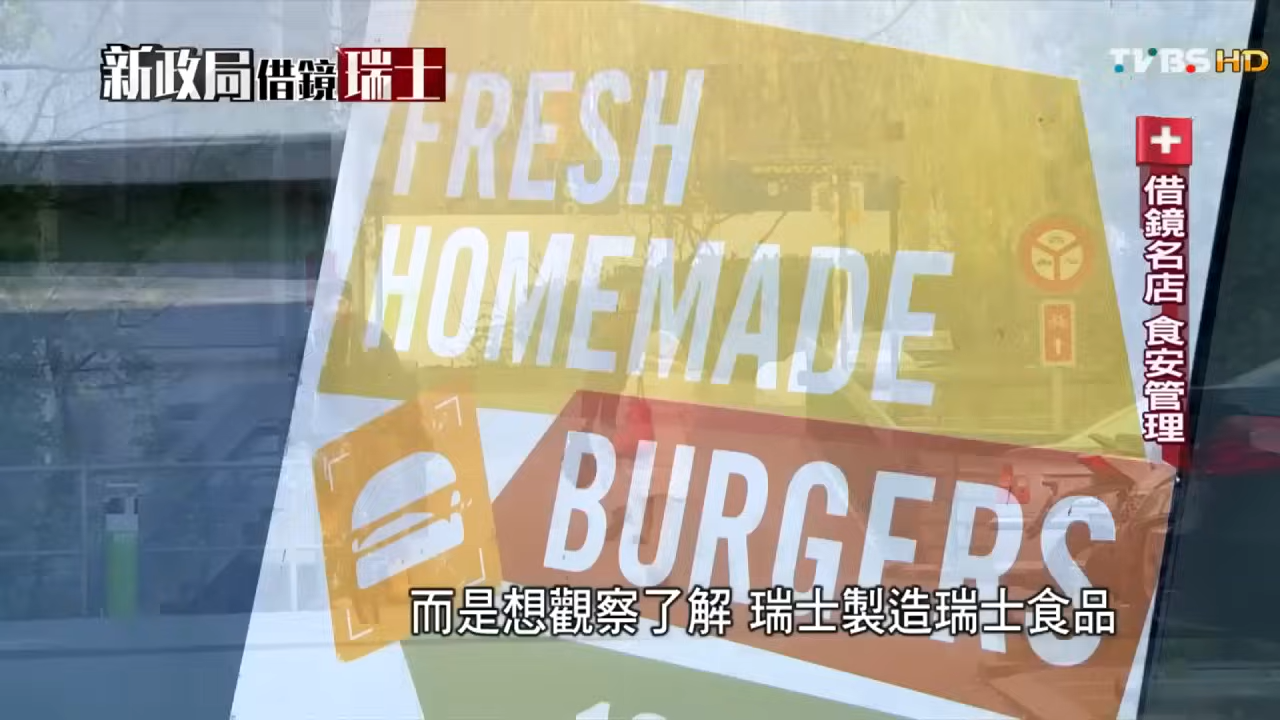 新政局借鏡瑞士
TVBS HD
借鏡名店 食安管理
FRESH
HOMEMADE
BURGERS
而是想觀察了解 瑞士製造瑞士食品